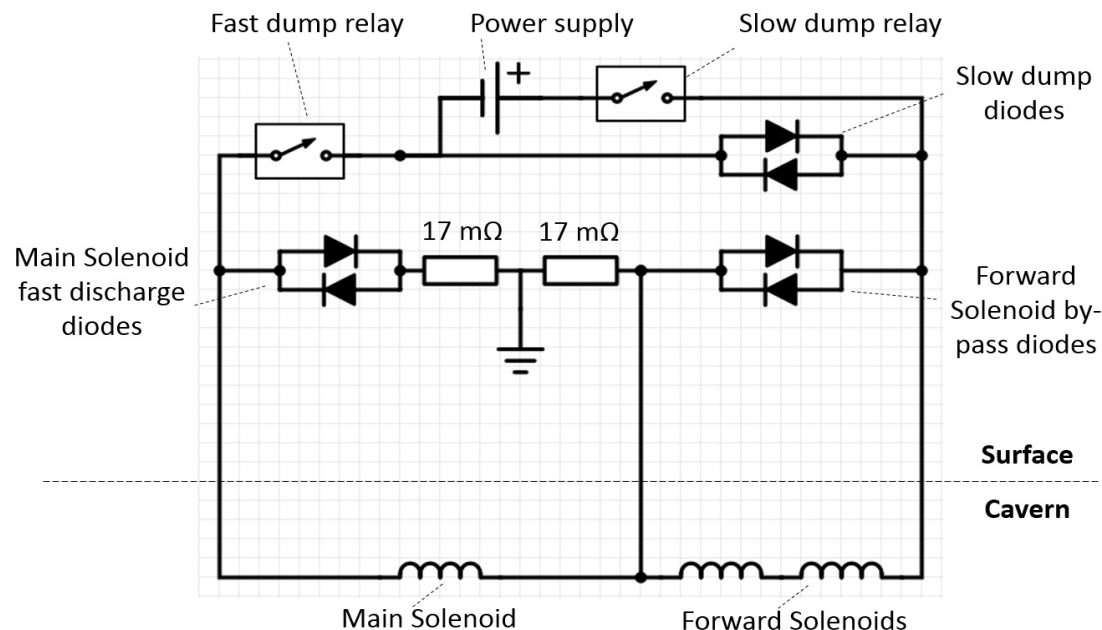 Fast dump relay
Power supply
Slow dump relay
+
Slow dump
diodes
17 mΩ
17 mΩ
Main Solenoid
fast discharge
diodes
Forward
Solenoid by-
pass diodes
Surface
Cavern
Main Solenoid
Forward Solenoids